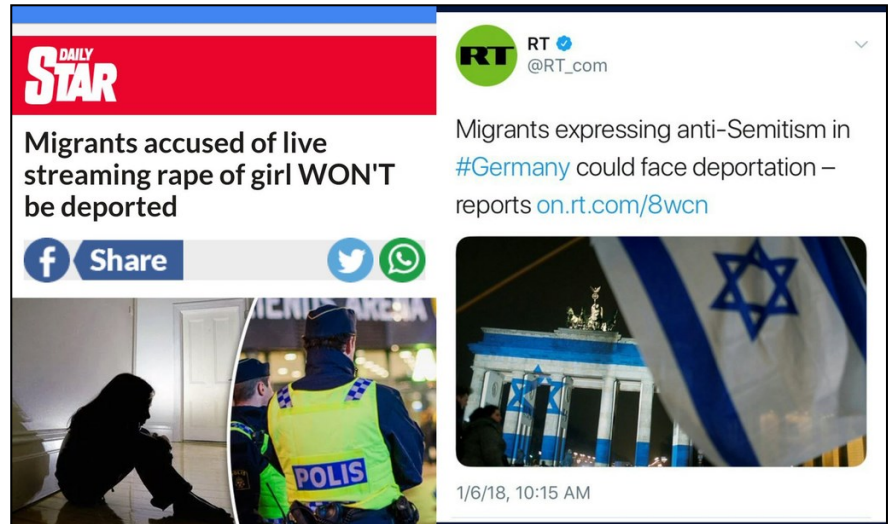 DAILY
STAR
Migrants accused of live
streaming rape of girl WON'T
be deported
f Share
POLIS
RT
RT
@RT_com
Migrants expressing anti-Semitism in
#Germany could face deportation –
reports on.rt.com/8wcn
1/6/18, 10:15 AM